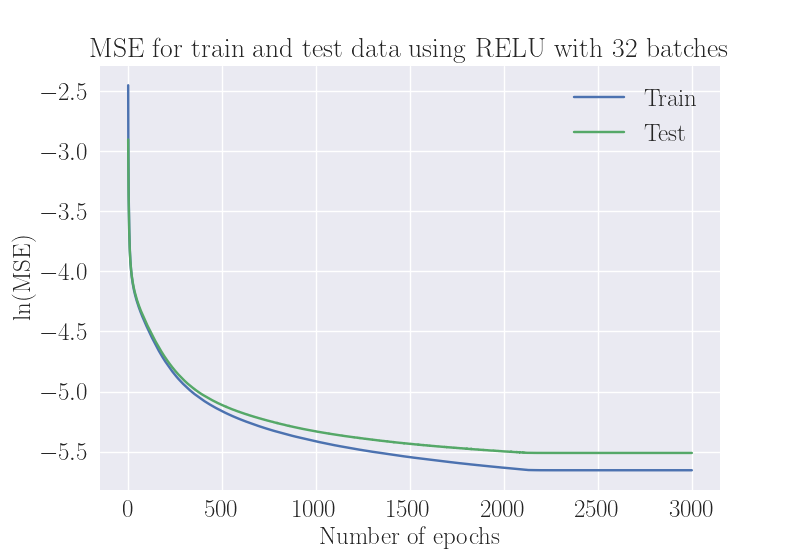 MSE for train and test data using RELU with 32 batches
Train
Test
ln(MSE)
−2.5
−3.0
−3.5
−4.0
−4.5
−5.0
−5.5
0 500 1000 1500 2000 2500 3000
Number of epochs